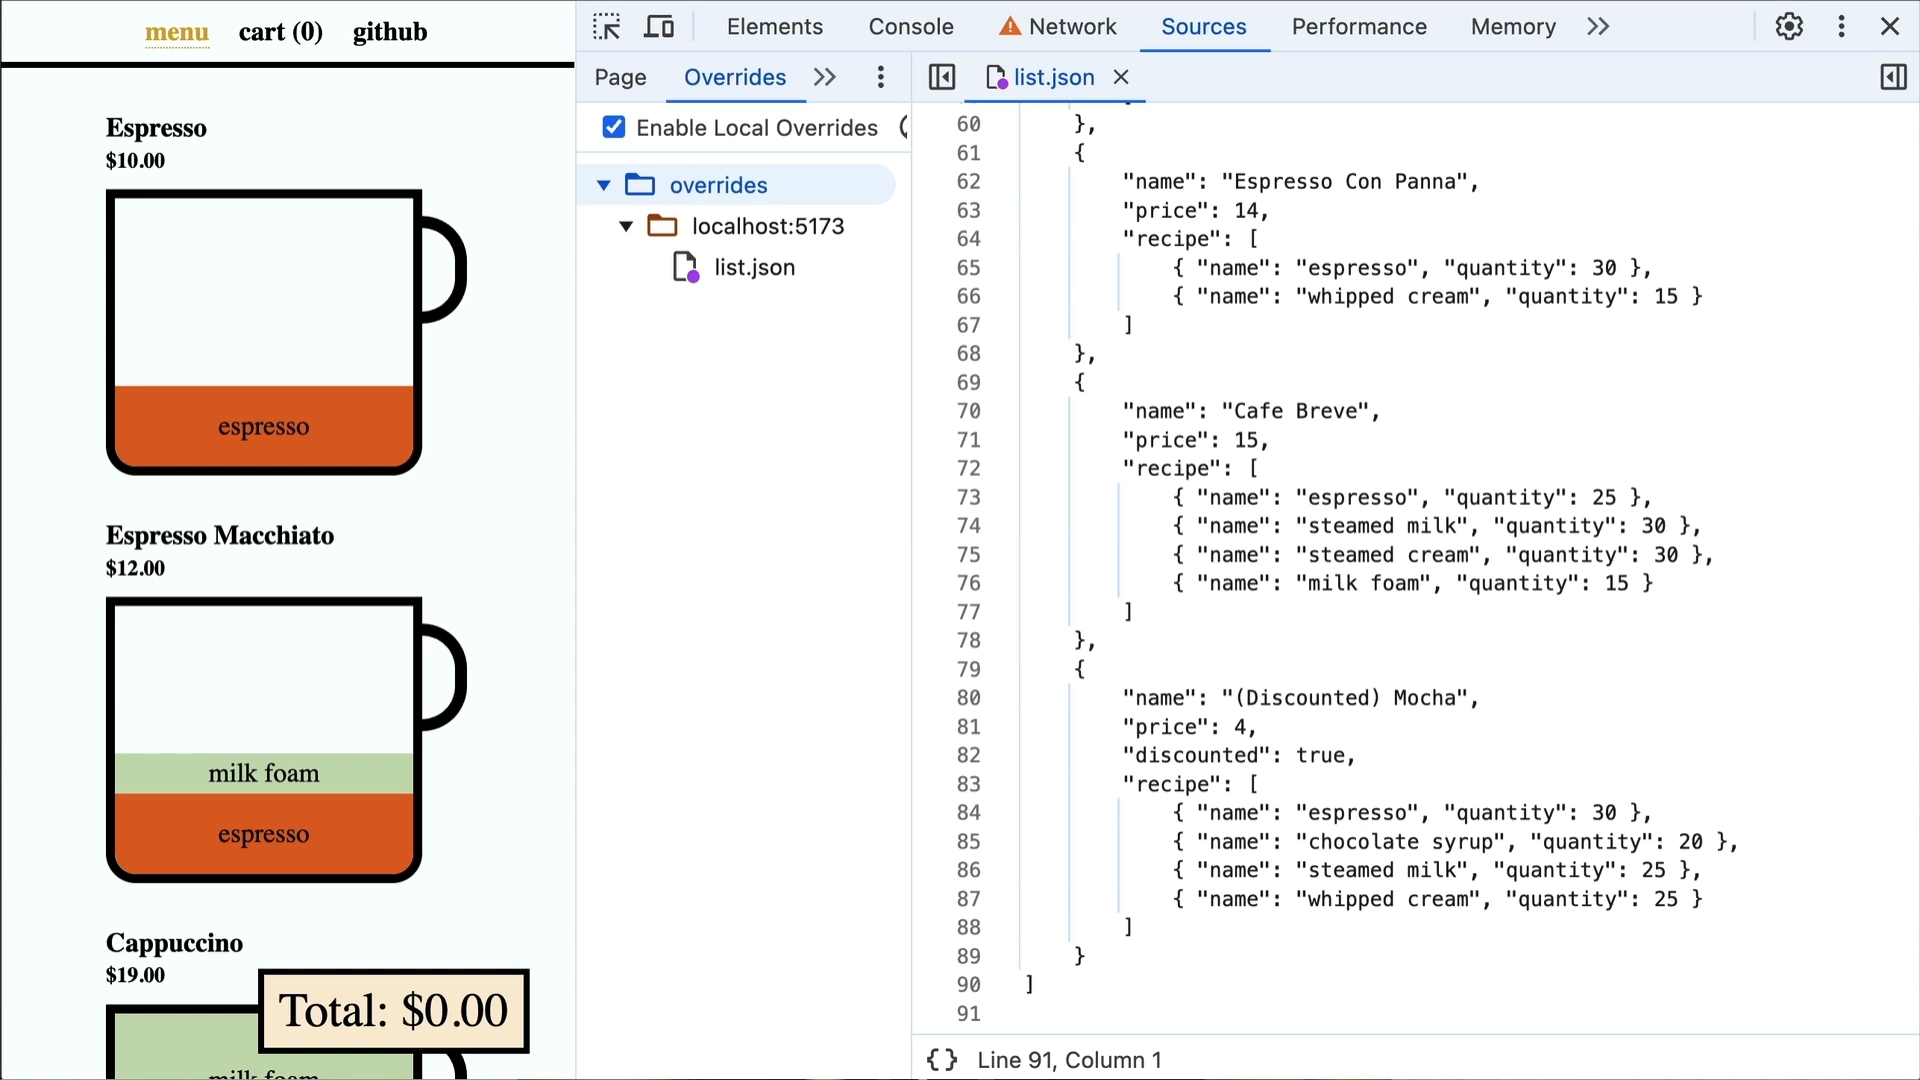 menu cart (0) github
Espresso
$10.00
espresso
Espresso Macchiato
$12.00
milk foam
espresso
Cappuccino
$19.00
Total: $0.00
milk foam
Elements Console Network Sources Performance Memory
Page Overrides
Enable Local Overrides
overrides
localhost:5173
list.json
list.json
60 },
61 {
62 "name": "Espresso Con Panna",
63 "price": 14,
64 "recipe": [
65 { "name": "espresso", "quantity": 30 },
66 { "name": "whipped cream", "quantity": 15 }
67 ]
68 },
69 {
70 "name": "Cafe Breve",
71 "price": 15,
72 "recipe": [
73 { "name": "espresso", "quantity": 25 },
74 { "name": "steamed milk", "quantity": 30 },
75 { "name": "steamed cream", "quantity": 30 },
76 { "name": "milk foam", "quantity": 15 }
77 ]
78 },
79 {
80 "name": "(Discounted) Mocha",
81 "price": 4,
82 "discounted": true,
83 "recipe": [
84 { "name": "espresso", "quantity": 30 },
85 { "name": "chocolate syrup", "quantity": 20 },
86 { "name": "steamed milk", "quantity": 25 },
87 { "name": "whipped cream", "quantity": 25 }
88 ]
89 }
90 ]
91
{} Line 91, Column 1